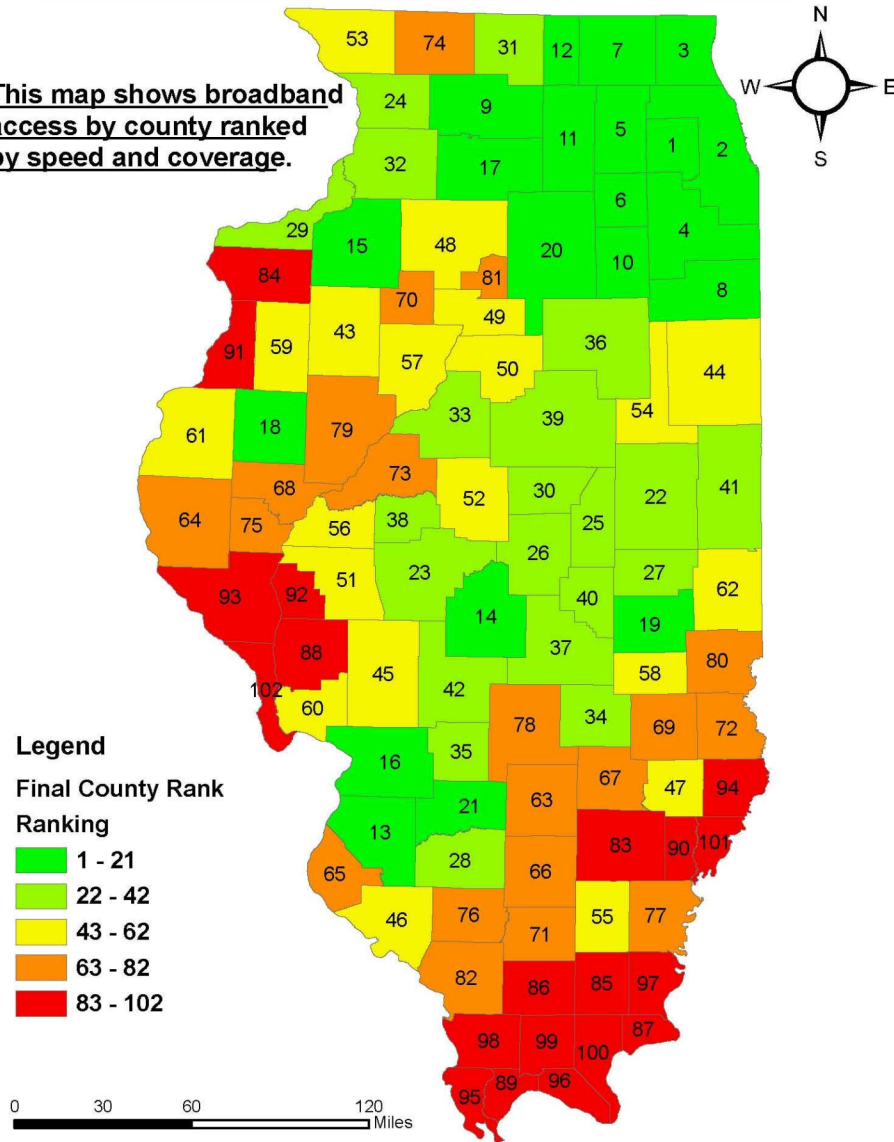 N
W E
S
This map shows broadband
access by county ranked
by speed and coverage.
53 74 31 12 7 3
24 9 11 5 1 2
32 17
6
29 15 48 20 4
84 81 10 8
70
91 59 43 49
57 50 36 44
61 18 79 33 39 54
73
68 52 30 22 41
64 75 56 38 25
26
93 92 51 23 27 62
14 40 19
88 37
102 60 45 42 58 80
78 34 69 72
16 35
67 47 94
21 63
13 83 90 101
65 28 66
46 76 55 77
71
82 86 85 97
98 99 100 87
95 89 96
Legend
Final County Rank
Ranking
1 - 21
22 - 42
43 - 62
63 - 82
83 - 102
0 30 60 120
Miles